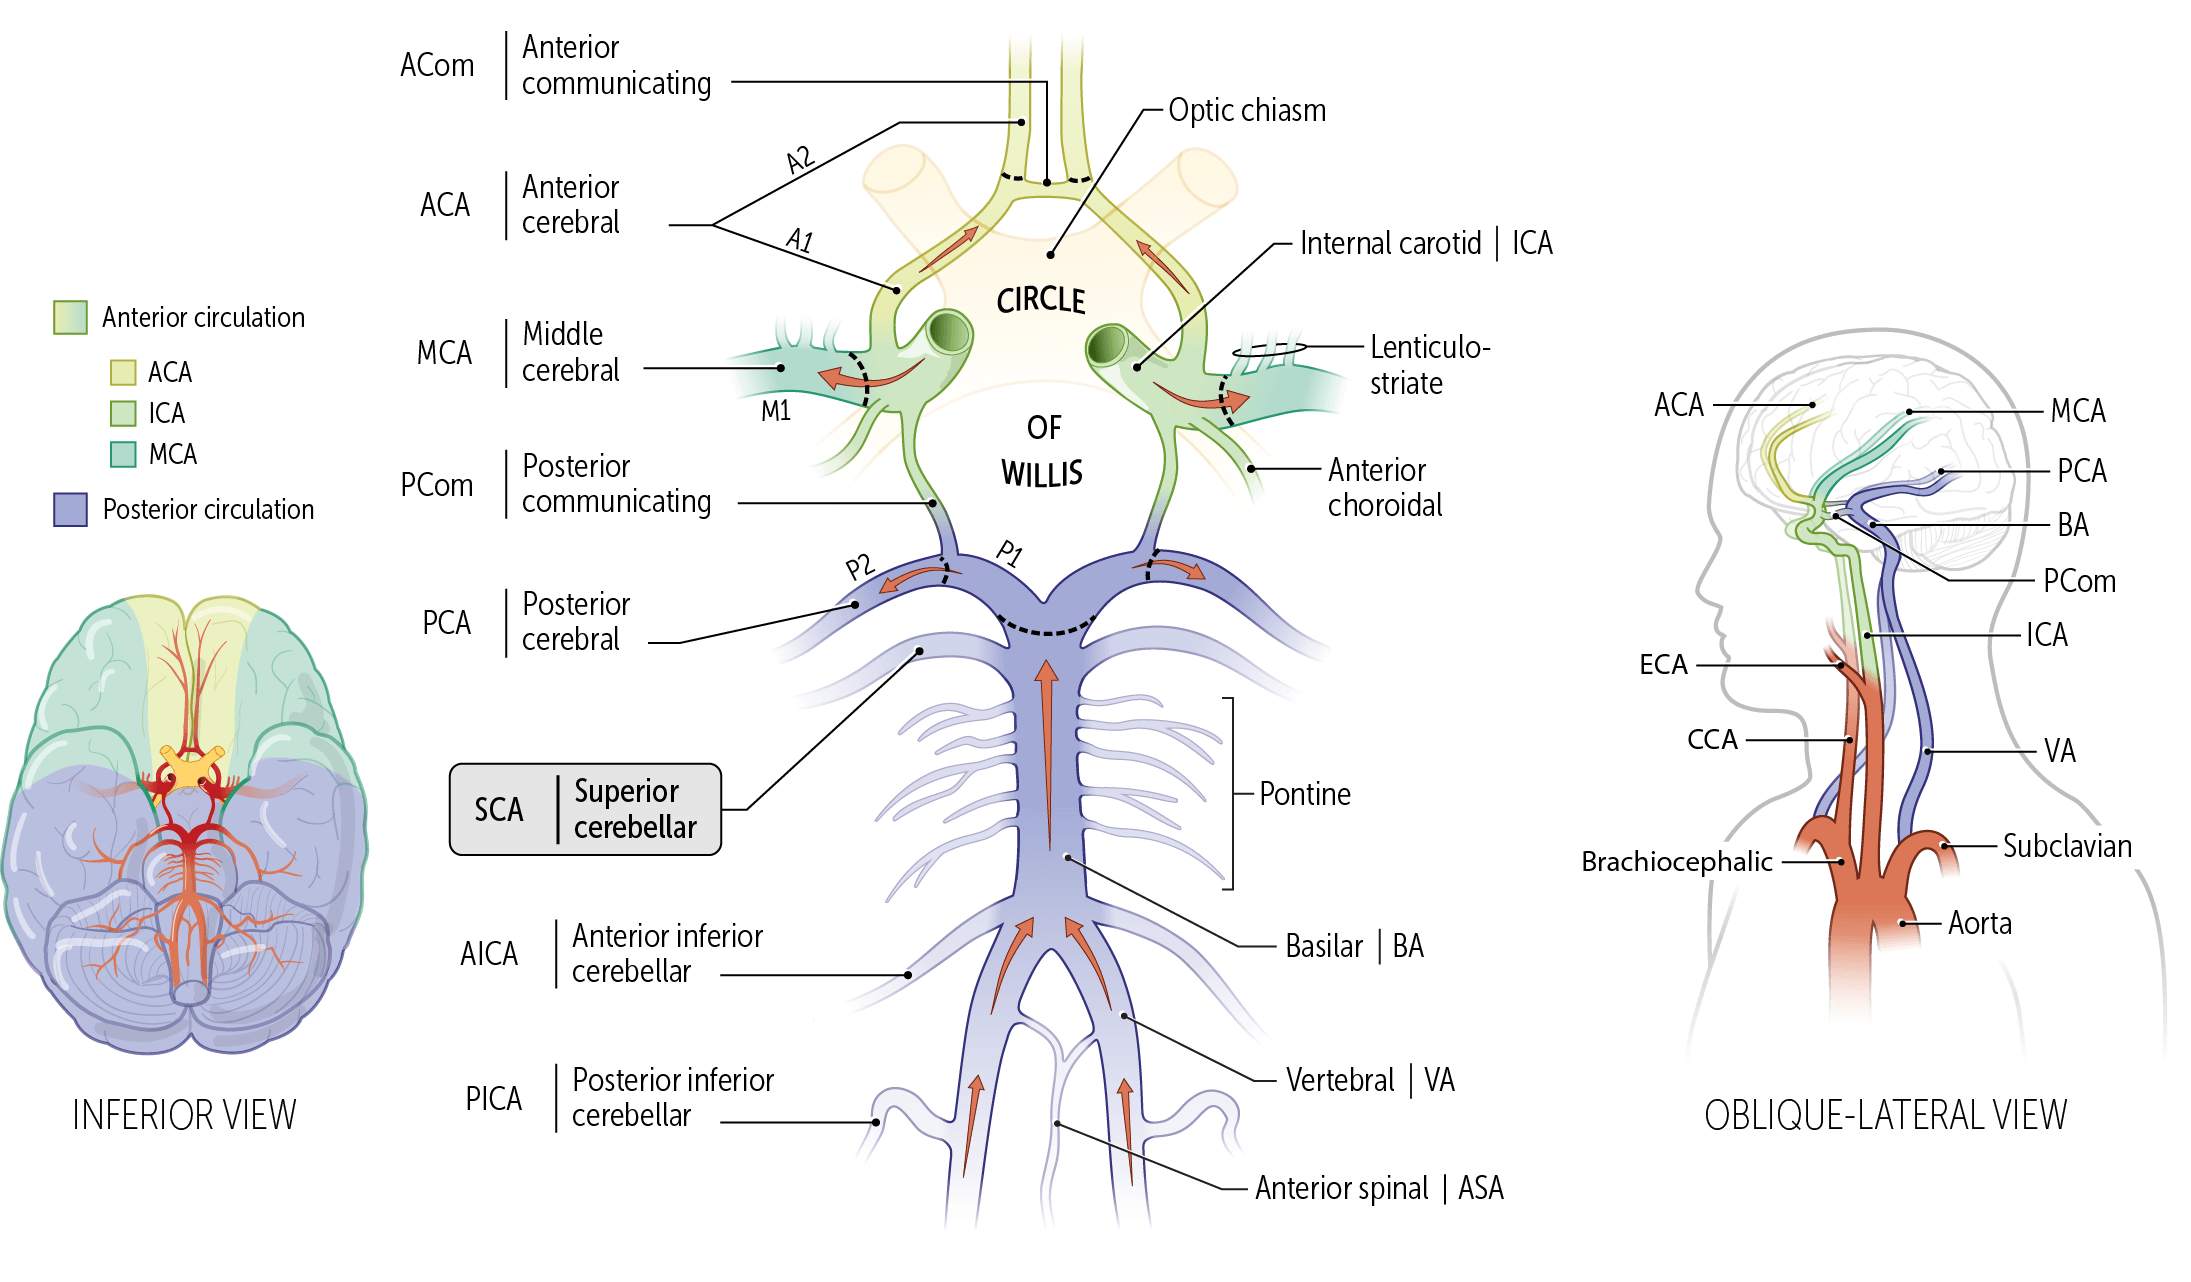 ACom
Anterior
communicating
Optic chiasm
A2
ACA
Anterior
cerebral
A1
Internal carotid | ICA
CIRCLE
Anterior circulation
MCA
Middle
cerebral
Lenticulo-
striate
ACA
ICA
MCA
M1
OF
WILLIS
Posterior circulation
PCom
Posterior
communicating
Anterior
choroidal
P2
P1
PCA
Posterior
cerebral
SCA
Superior
cerebellar
Pontine
AICA
Anterior inferior
cerebellar
Basilar | BA
PICA
Posterior inferior
cerebellar
Vertebral | VA
Anterior spinal | ASA
INFERIOR VIEW
ACA
MCA
PCA
BA
PCom
ICA
ECA
CCA
VA
Subclavian
Brachiocephalic
Aorta
OBLIQUE-LATERAL VIEW